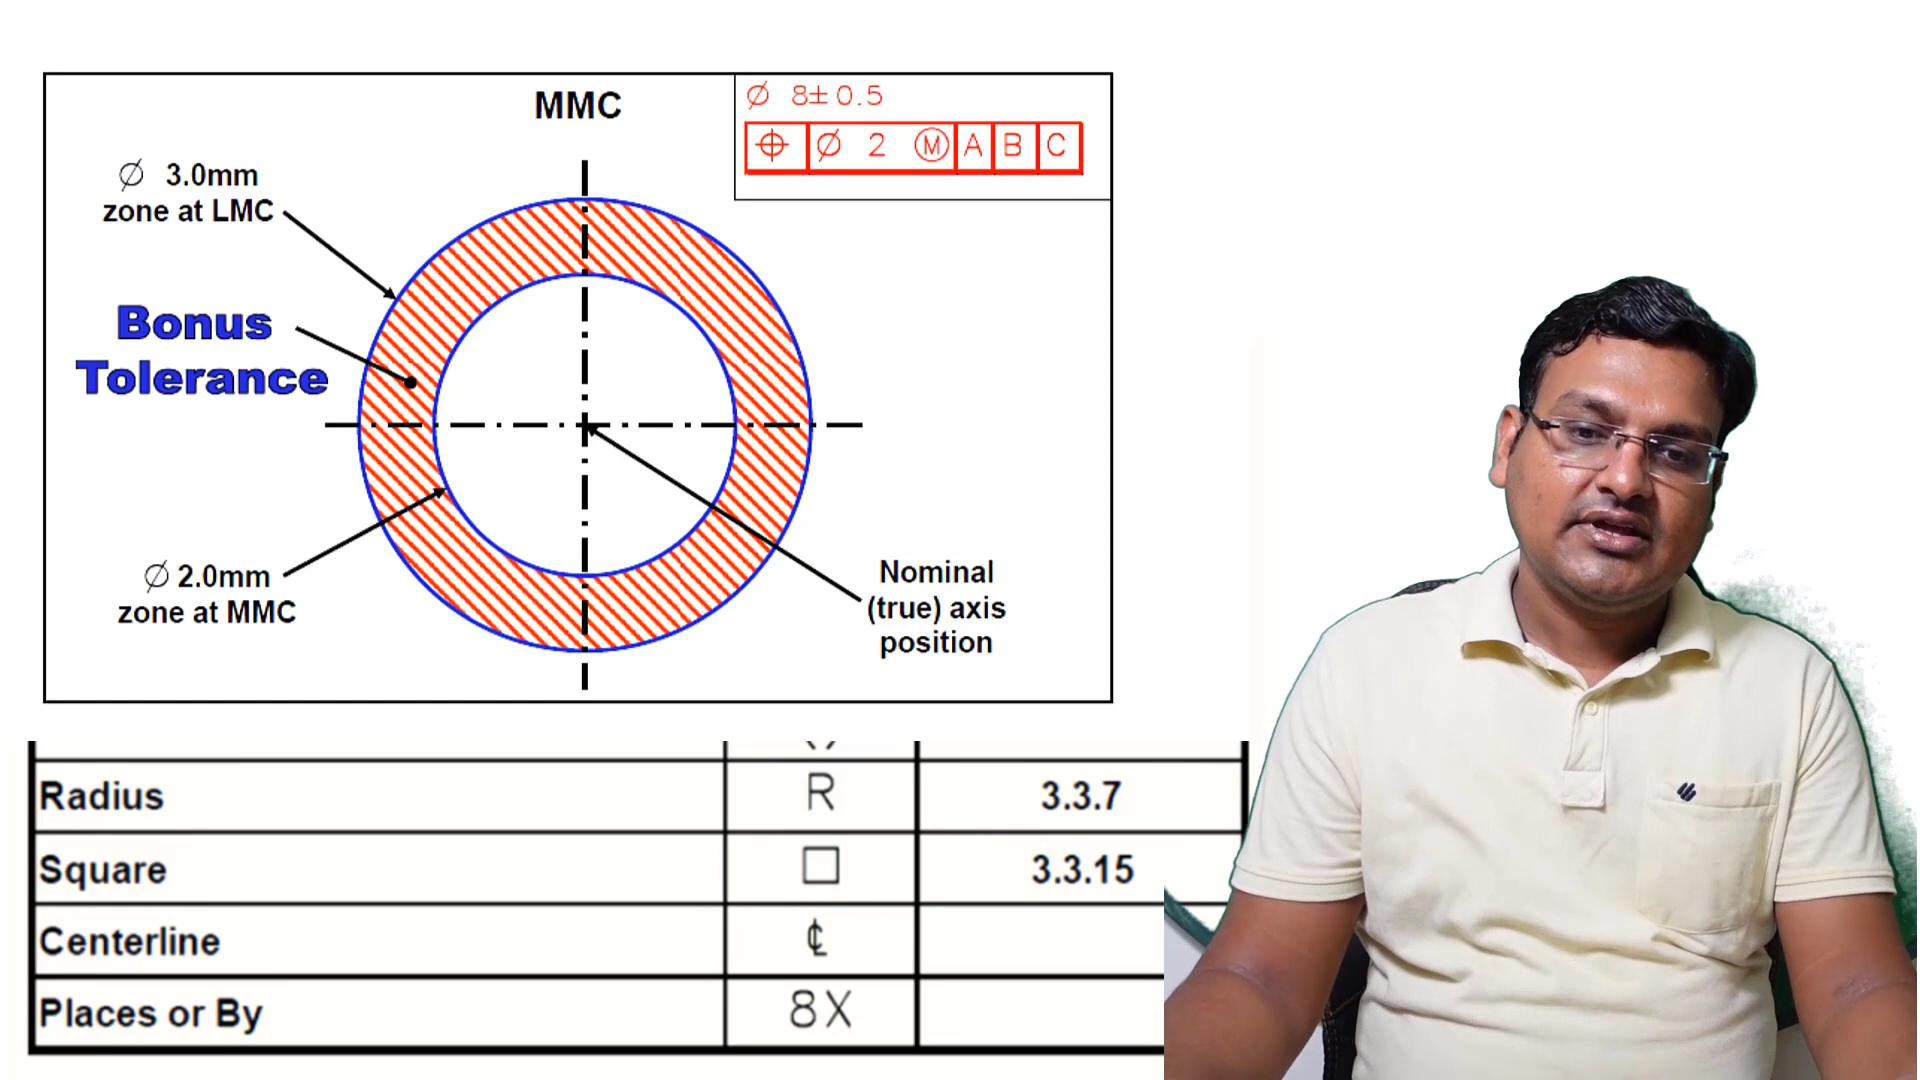 MMC
⌀ 8± 0.5
⌖ ⌀ 2 Ⓜ A B C
⌀ 3.0mm
zone at LMC
Bonus
Tolerance
⌀ 2.0mm
zone at MMC
Nominal
(true) axis
position
Radius R 3.3.7
Square □ 3.3.15
Centerline ℄
Places or By 8X